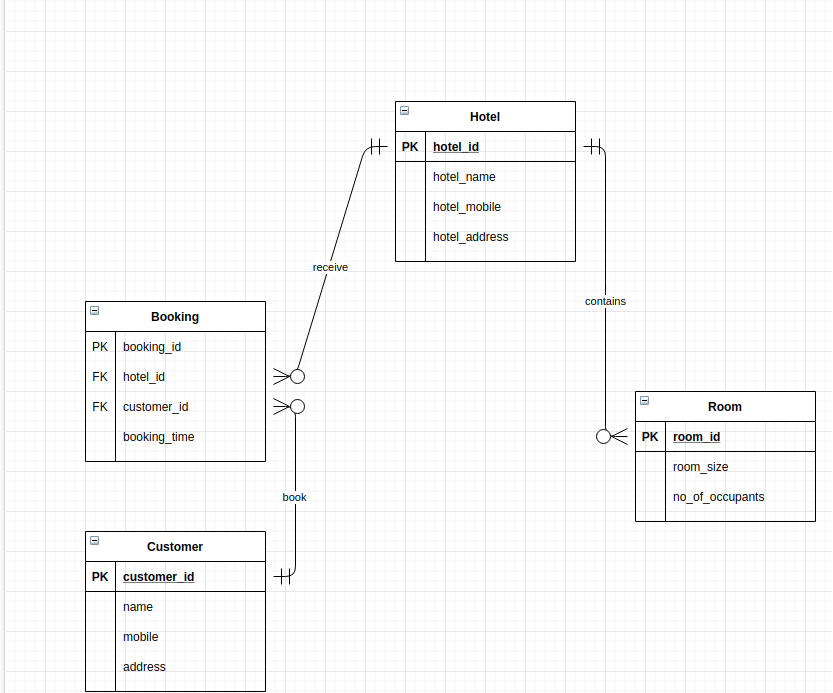 Hotel
PK hotel_id
hotel_name
hotel_mobile
hotel_address
receive
contains
Booking
PK booking_id
FK hotel_id
FK customer_id
booking_time
Room
PK room_id
room_size
no_of_occupants
book
Customer
PK customer_id
name
mobile
address